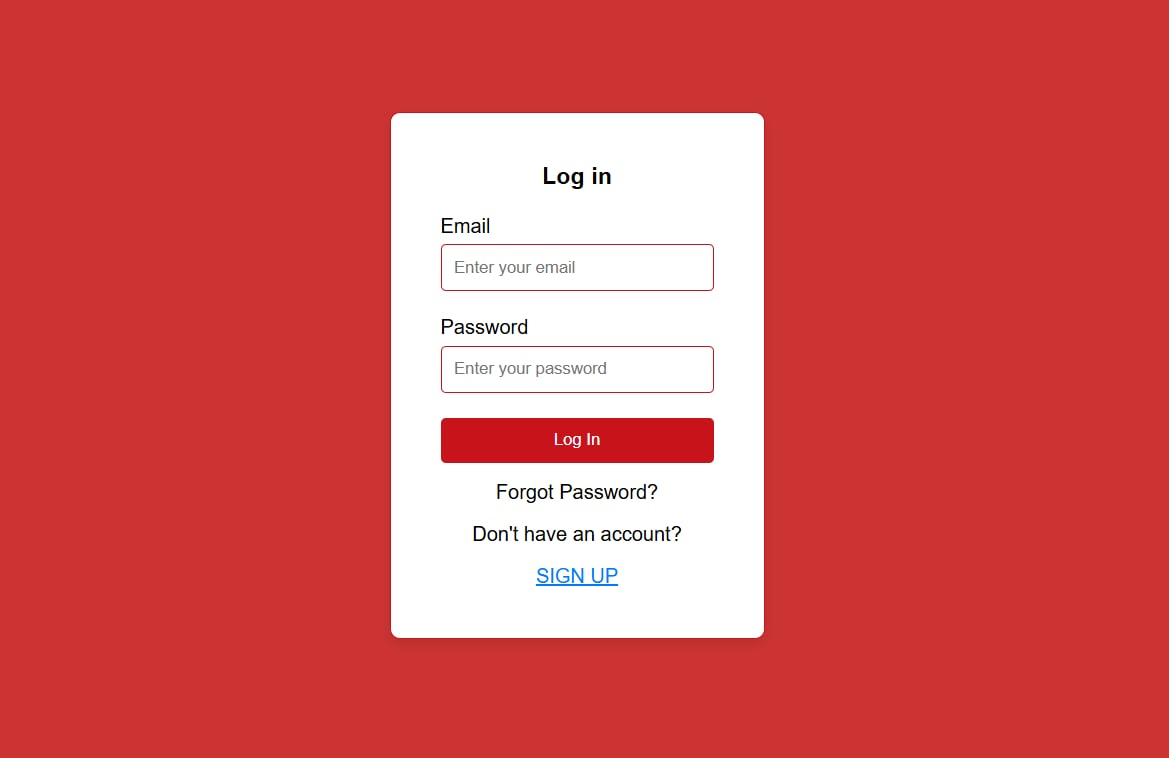 Log in
Email
Enter your email
Password
Enter your password
Log In
Forgot Password?
Don't have an account?
SIGN UP